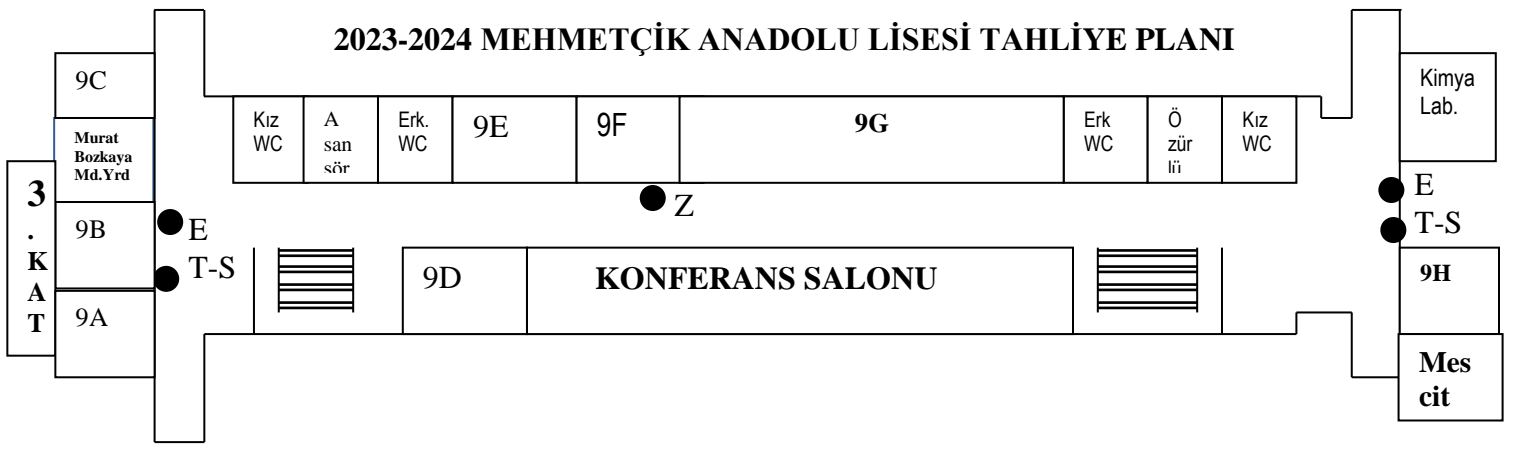 2023-2024 MEHMETÇİK ANADOLU LİSESİ TAHLİYE PLANI
9C
Murat
Bozkaya
Md.Yrd
9B
9A
3
.
K
A
T
E
T-S
Kız
WC
A
san
sör
Erk.
WC
9E
9F
9G
Erk
WC
Ö
zür
lü
Kız
WC
Z
9D
KONFERANS SALONU
Kimya
Lab.
E
T-S
9H
Mes
cit